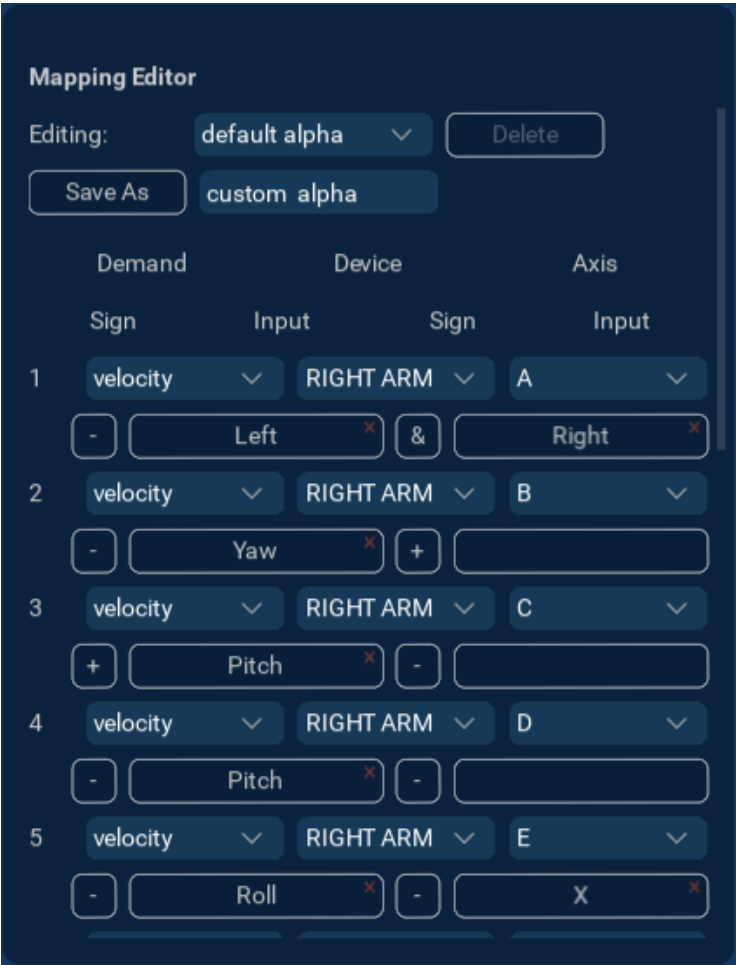 Mapping Editor
Editing: default alpha Delete
Save As custom alpha
Demand Device Axis
Sign Input Sign Input
1 velocity RIGHT ARM A
- Left × & Right ×
2 velocity RIGHT ARM B
- Yaw × +
3 velocity RIGHT ARM C
+ Pitch × -
4 velocity RIGHT ARM D
- Pitch × -
5 velocity RIGHT ARM E
- Roll × - X ×